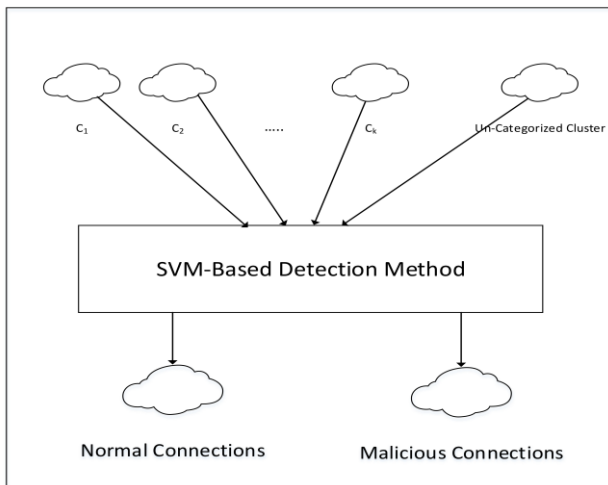 C1 C2 ..... Ck Un-Categorized Cluster
SVM-Based Detection Method
Normal Connections Malicious Connections